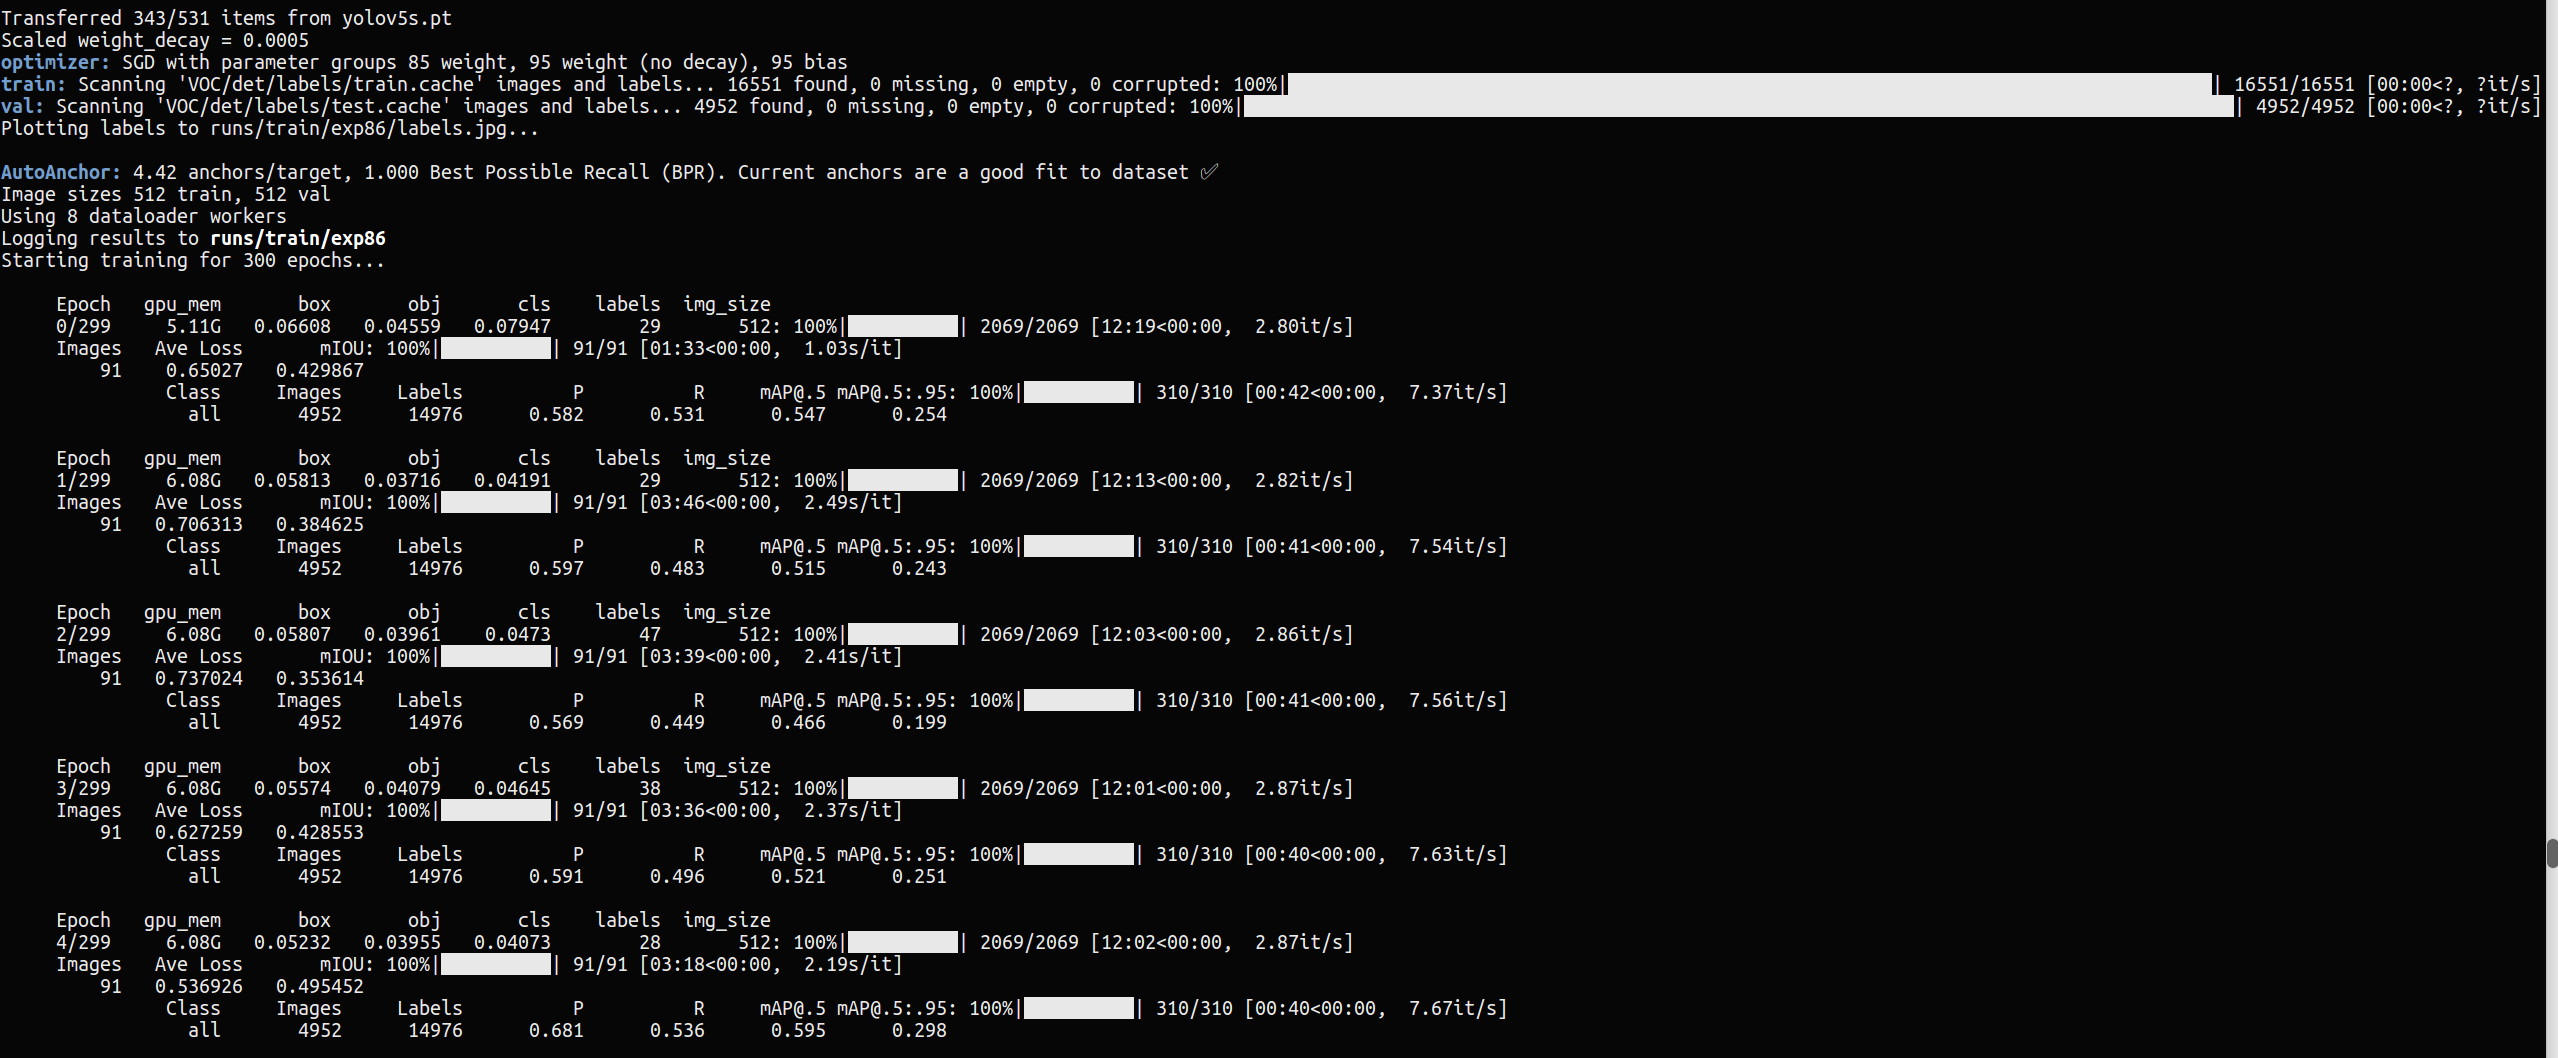 Transferred 343/531 items from yolov5s.pt
Scaled weight_decay = 0.0005
optimizer: SGD with parameter groups 85 weight, 95 weight (no decay), 95 bias
train: Scanning 'VOC/det/labels/train.cache' images and labels... 16551 found, 0 missing, 0 empty, 0 corrupted: 100%|| 16551/16551 [00:00<?, ?it/s]
val: Scanning 'VOC/det/labels/test.cache' images and labels... 4952 found, 0 missing, 0 empty, 0 corrupted: 100%|| 4952/4952 [00:00<?, ?it/s]
Plotting labels to runs/train/exp86/labels.jpg...
AutoAnchor: 4.42 anchors/target, 1.000 Best Possible Recall (BPR). Current anchors are a good fit to dataset ✅
Image sizes 512 train, 512 val
Using 8 dataloader workers
Logging results to runs/train/exp86
Starting training for 300 epochs...
Epoch gpu_mem box obj cls labels img_size
0/299 5.11G 0.06608 0.04559 0.07947 29 512: 100%|| 2069/2069 [12:19<00:00, 2.80it/s]
Images Ave Loss mIOU: 100%|| 91/91 [01:33<00:00, 1.03s/it]
91 0.65027 0.429867
Class Images Labels P R mAP@.5 mAP@.5:.95: 100%|| 310/310 [00:42<00:00, 7.37it/s]
all 4952 14976 0.582 0.531 0.547 0.254
Epoch gpu_mem box obj cls labels img_size
1/299 6.08G 0.05813 0.03716 0.04191 29 512: 100%|| 2069/2069 [12:13<00:00, 2.82it/s]
Images Ave Loss mIOU: 100%|| 91/91 [03:46<00:00, 2.49s/it]
91 0.706313 0.384625
Class Images Labels P R mAP@.5 mAP@.5:.95: 100%|| 310/310 [00:41<00:00, 7.54it/s]
all 4952 14976 0.597 0.483 0.515 0.243
Epoch gpu_mem box obj cls labels img_size
2/299 6.08G 0.05807 0.03961 0.0473 47 512: 100%|| 2069/2069 [12:03<00:00, 2.86it/s]
Images Ave Loss mIOU: 100%|| 91/91 [03:39<00:00, 2.41s/it]
91 0.737024 0.353614
Class Images Labels P R mAP@.5 mAP@.5:.95: 100%|| 310/310 [00:41<00:00, 7.56it/s]
all 4952 14976 0.569 0.449 0.466 0.199
Epoch gpu_mem box obj cls labels img_size
3/299 6.08G 0.05574 0.04079 0.04645 38 512: 100%|| 2069/2069 [12:01<00:00, 2.87it/s]
Images Ave Loss mIOU: 100%|| 91/91 [03:36<00:00, 2.37s/it]
91 0.627259 0.428553
Class Images Labels P R mAP@.5 mAP@.5:.95: 100%|| 310/310 [00:40<00:00, 7.63it/s]
all 4952 14976 0.591 0.496 0.521 0.251
Epoch gpu_mem box obj cls labels img_size
4/299 6.08G 0.05232 0.03955 0.04073 28 512: 100%|| 2069/2069 [12:02<00:00, 2.87it/s]
Images Ave Loss mIOU: 100%|| 91/91 [03:18<00:00, 2.19s/it]
91 0.536926 0.495452
Class Images Labels P R mAP@.5 mAP@.5:.95: 100%|| 310/310 [00:40<00:00, 7.67it/s]
all 4952 14976 0.681 0.536 0.595 0.298